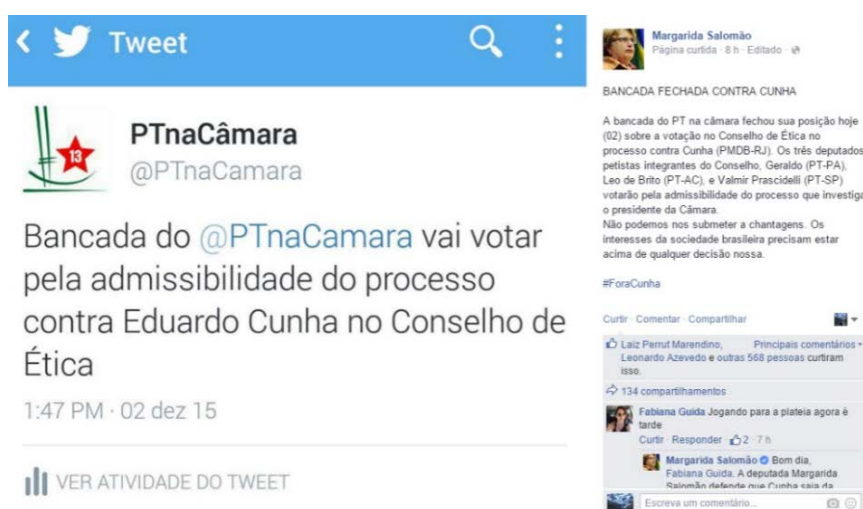 Tweet
13
PTnaCâmara
@PTnaCamara
Bancada do @PTnaCamara vai votar
pela admissibilidade do processo
contra Eduardo Cunha no Conselho de
Ética
1:47 PM · 02 dez 15
VER ATIVIDADE DO TWEET
Margarida Salomão
Página curtida · 8 h · Editado ·
BANCADA FECHADA CONTRA CUNHA
A bancada do PT na câmara fechou sua posição hoje
(02) sobre a votação no Conselho de Ética no
processo contra Cunha (PMDB-RJ). Os três deputados
petistas integrantes do Conselho, Geraldo (PT-PA),
Leo de Brito (PT-AC), e Valmir Prascidelli (PT-SP)
votarão pela admissibilidade do processo que investiga
o presidente da Câmara.
Não podemos nos submeter a chantagens. Os
interesses da sociedade brasileira precisam estar
acima de qualquer decisão nossa.
#ForaCunha
Curtir · Comentar · Compartilhar
Laiz Perrut Marendino, Principais comentários
Leonardo Azevedo e outras 568 pessoas curtiram
isso.
134 compartilhamentos
Fabiana Guida Jogando para a plateia agora é
tarde
Curtir · Responder · 2 · 7 h
Margarida Salomão Bom dia,
Fabiana Guida. A deputada Margarida
Salomão defende que Cunha saia da
Escreva um comentário...